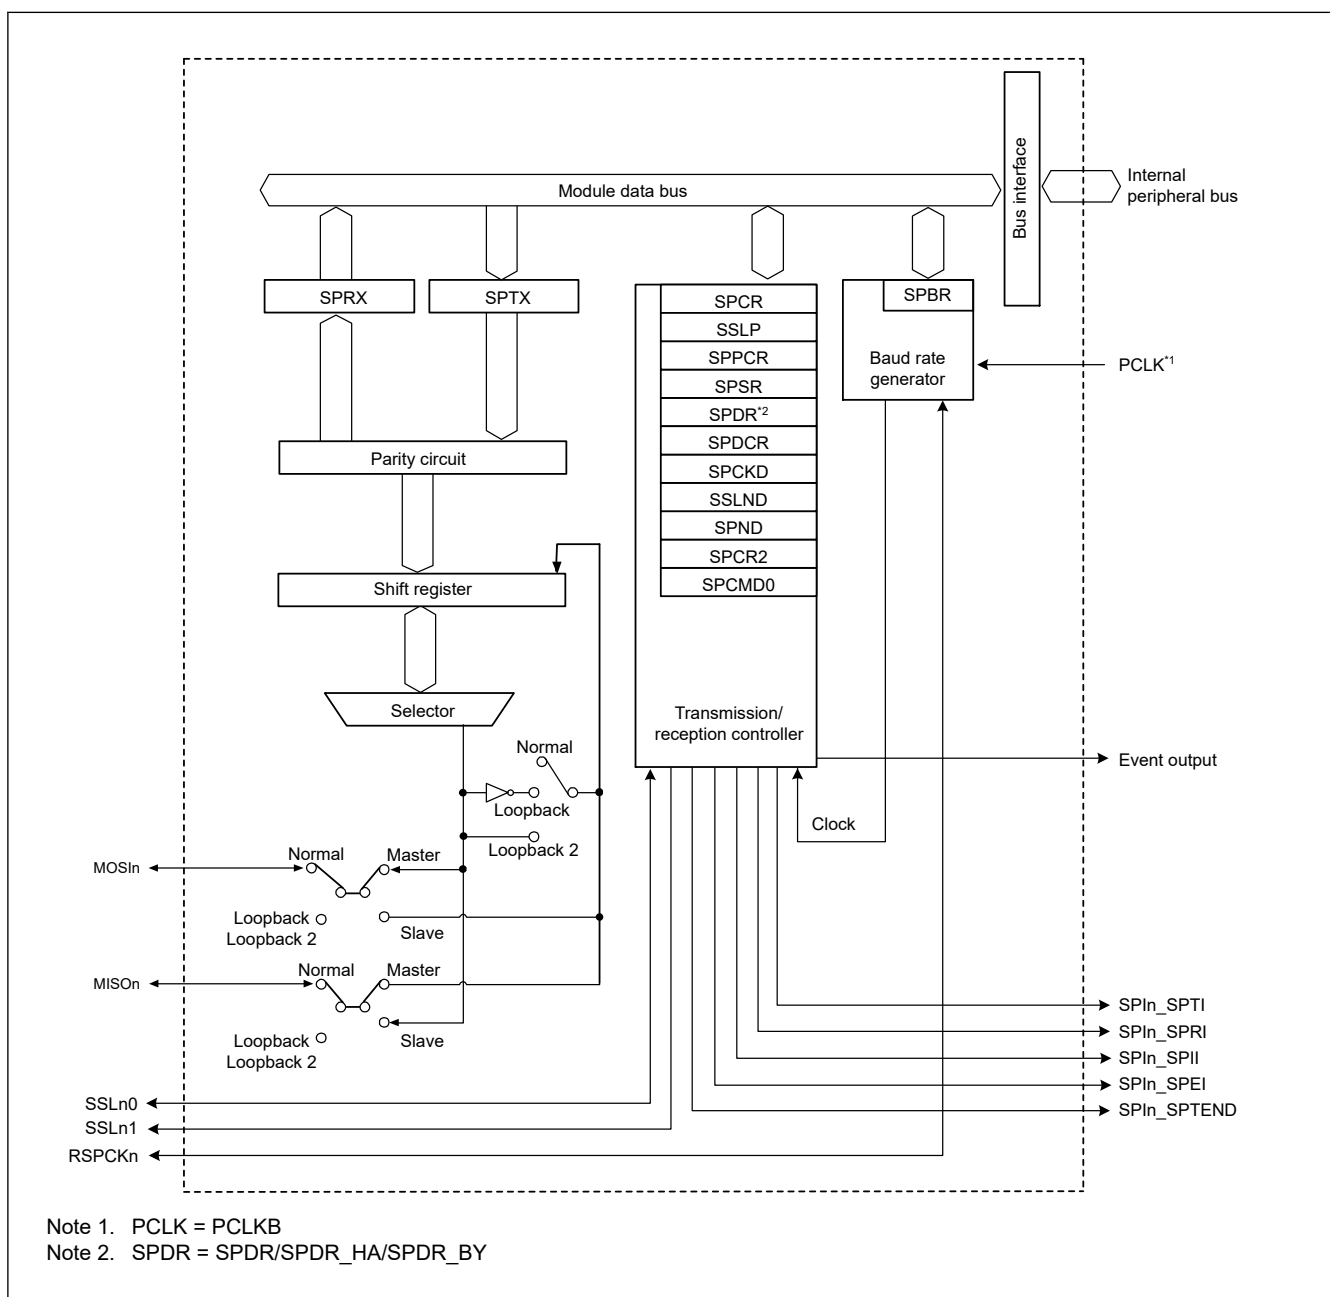 Module data bus
Bus interface
Internal
peripheral bus
SPRX
SPTX
SPCR
SSLP
SPPCR
SPSR
SPDR*2
SPDCR
SPCKD
SSLND
SPND
SPCR2
SPCMD0
Transmission/
reception controller
SPBR
Baud rate
generator
PCLK*1
Parity circuit
Shift register
Selector
Normal
Loopback
Loopback 2
Clock
Event output
MOSIn
Normal
Master
Loopback
Loopback 2
Slave
MISOn
Normal
Master
Loopback
Loopback 2
Slave
SSLn0
SSLn1
RSPCKn
SPIn_SPTI
SPIn_SPRI
SPIn_SPII
SPIn_SPEI
SPIn_SPTEND
Note 1. PCLK = PCLKB
Note 2. SPDR = SPDR/SPDR_HA/SPDR_BY